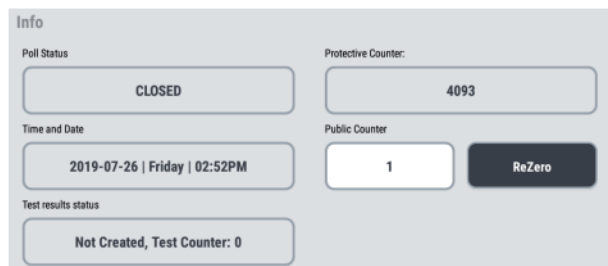 Info
Poll Status
CLOSED
Protective Counter:
4093
Time and Date
2019-07-26 | Friday | 02:52PM
Public Counter
1
ReZero
Test results status
Not Created, Test Counter: 0